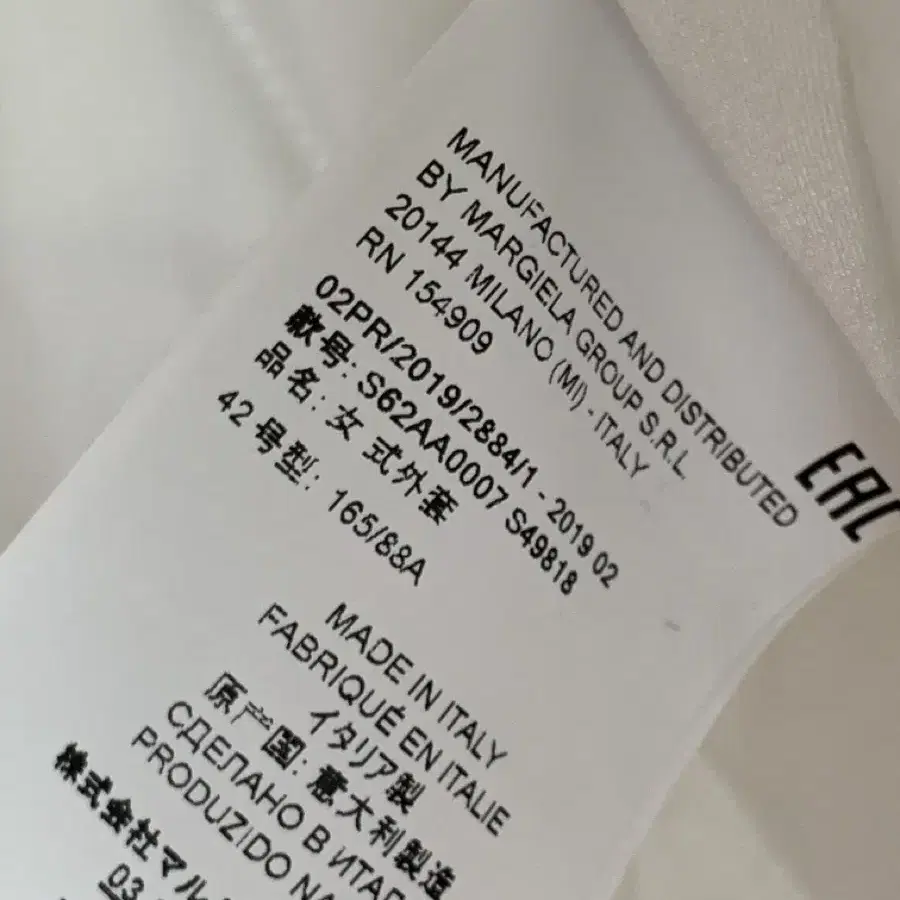 MANUFACTURED AND DISTRIBUTED
BY MARGIELA GROUP S.R.L
20144 MILANO (MI) - ITALY
RN 154909
EAC
02PR/2019/2884/1 - 2019 02
款号: S62AA0007 S49818
品名: 女 式外套
42 号型: 165/88A
MADE IN ITALY
FABRIQUÉ EN ITALIE
イタリア製
原产国: 意大利製造
СДЕЛАНО В ИТАЛ
PRODUZIDO NA
株式会社マル
03